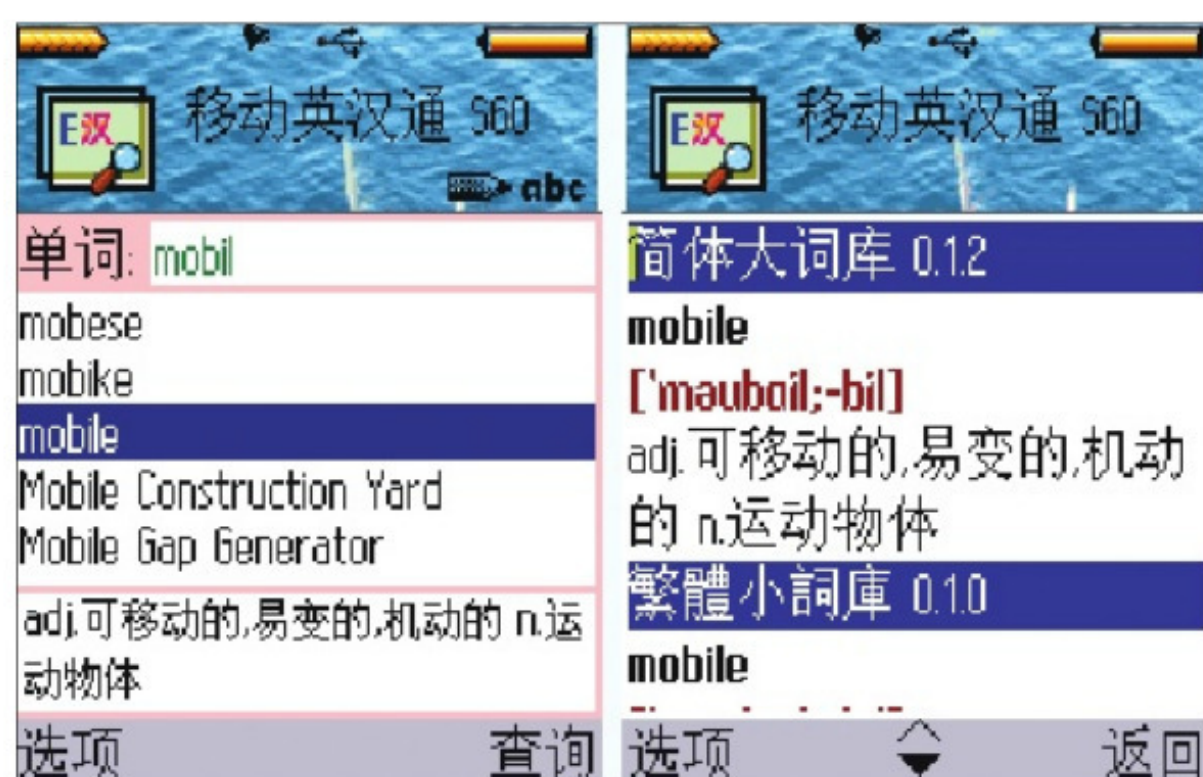 E汉
移动英汉通 S60
abc
单词: mobil
mobese
mobike
mobile
Mobile Construction Yard
Mobile Gap Generator
adj.可移动的,易变的,机动的 n.运
动物体
选项 查询
E汉
移动英汉通 S60
简体大词库 0.1.2
mobile
['məubail;-bil]
adj.可移动的,易变的,机动
的 n.运动物体
繁體小詞庫 0.1.0
mobile
选项 返回